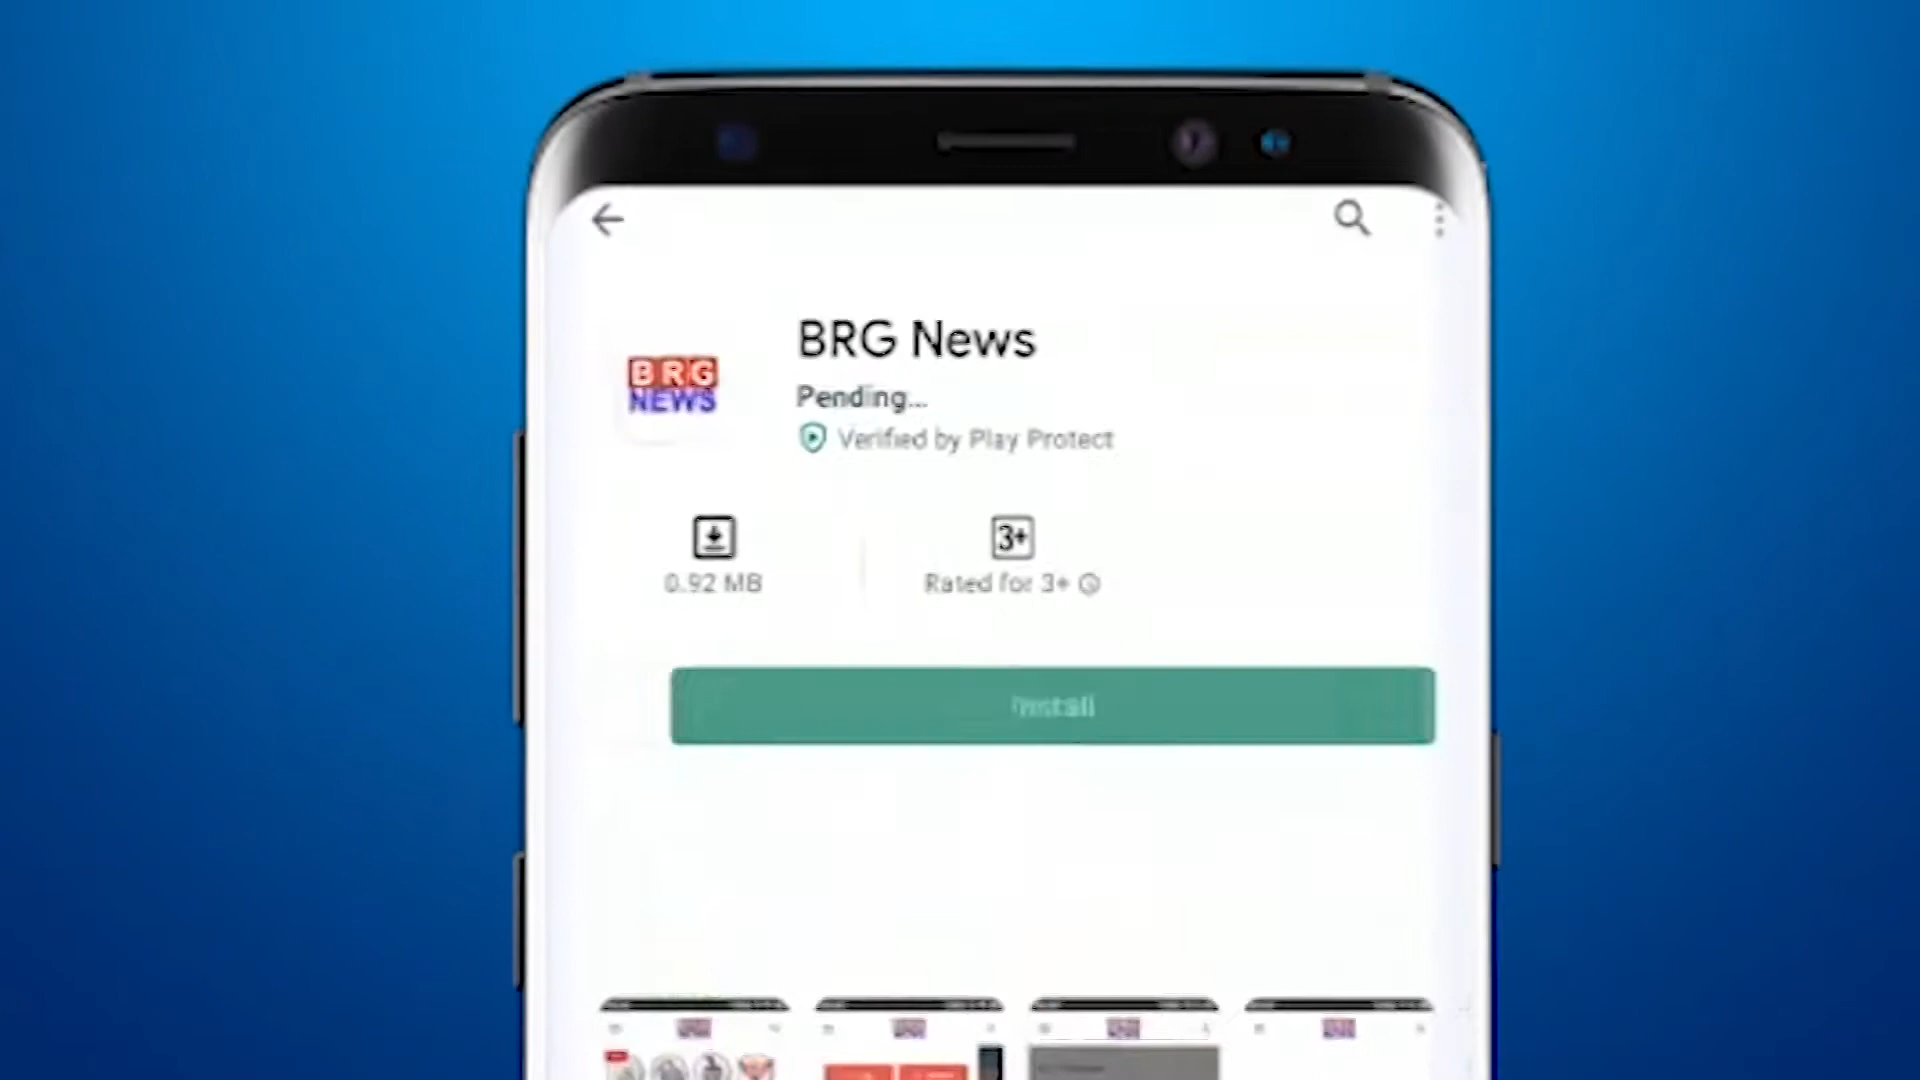 BRG News
BRG
NEWS
Pending...
Verified by Play Protect
3+
0.92 MB
Rated for 3+
Install